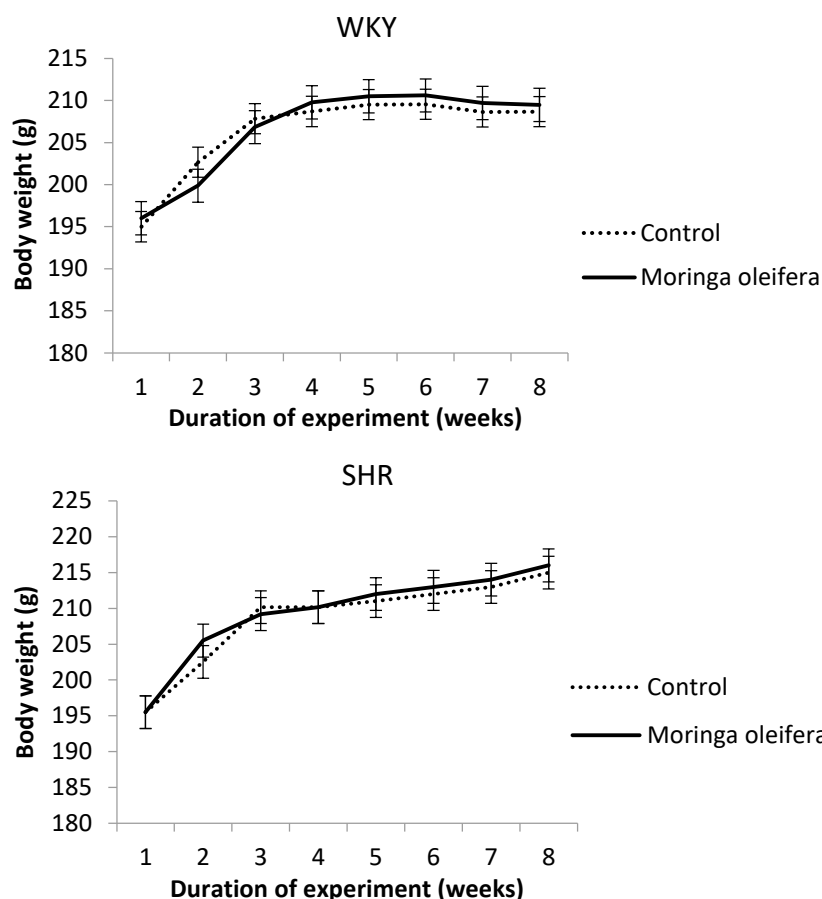 WKY
215
210
205
200
195
190
185
180
Body weight (g)
1 2 3 4 5 6 7 8
Duration of experiment (weeks)
Control
Moringa oleifera
SHR
225
220
215
210
205
200
195
190
185
180
Body weight (g)
1 2 3 4 5 6 7 8
Duration of experiment (weeks)
Control
Moringa oleifera